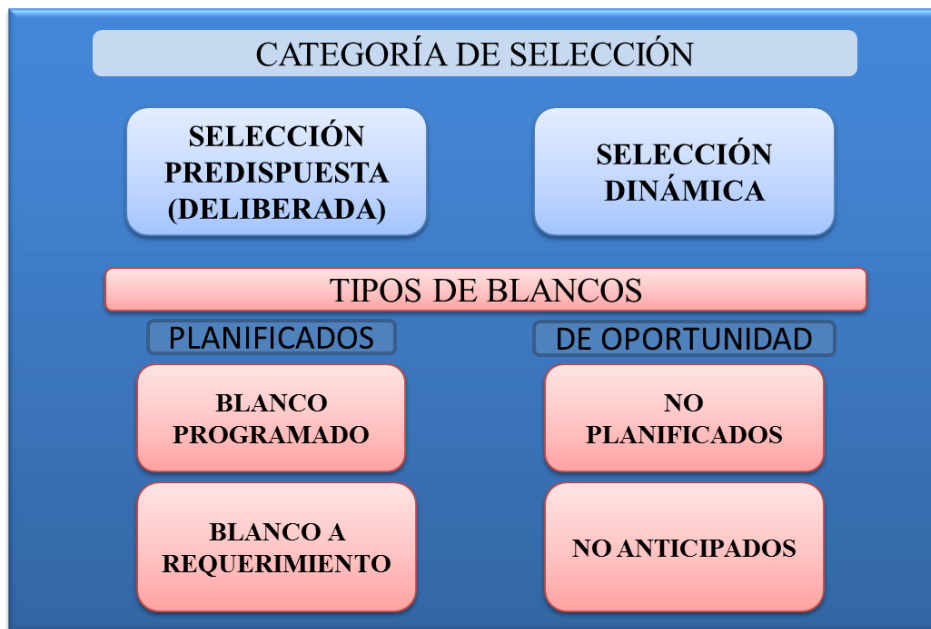 CATEGORÍA DE SELECCIÓN
SELECCIÓN
PREDISPUESTA
(DELIBERADA)
SELECCIÓN
DINÁMICA
TIPOS DE BLANCOS
PLANIFICADOS
DE OPORTUNIDAD
BLANCO
PROGRAMADO
NO
PLANIFICADOS
BLANCO A
REQUERIMIENTO
NO ANTICIPADOS